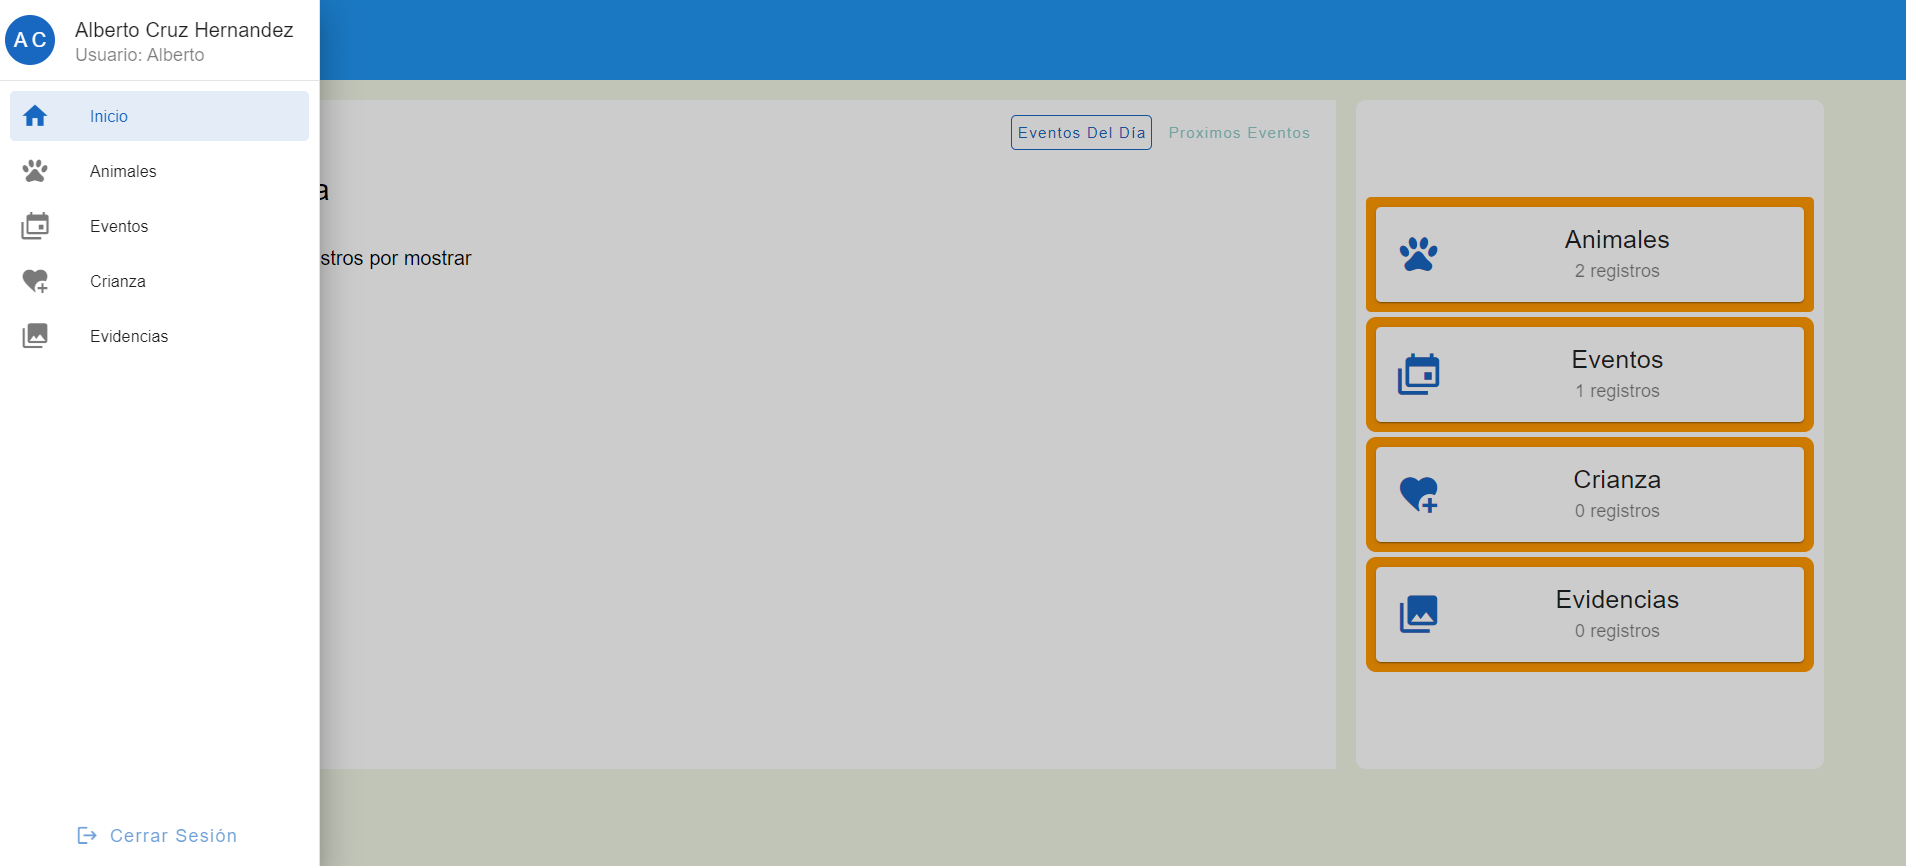 AC
Alberto Cruz Hernandez
Usuario: Alberto
Inicio
Animales
Eventos
Crianza
Evidencias
Cerrar Sesión
Eventos Del Día
Proximos Eventos
a
stros por mostrar
Animales
2 registros
Eventos
1 registros
Crianza
0 registros
Evidencias
0 registros